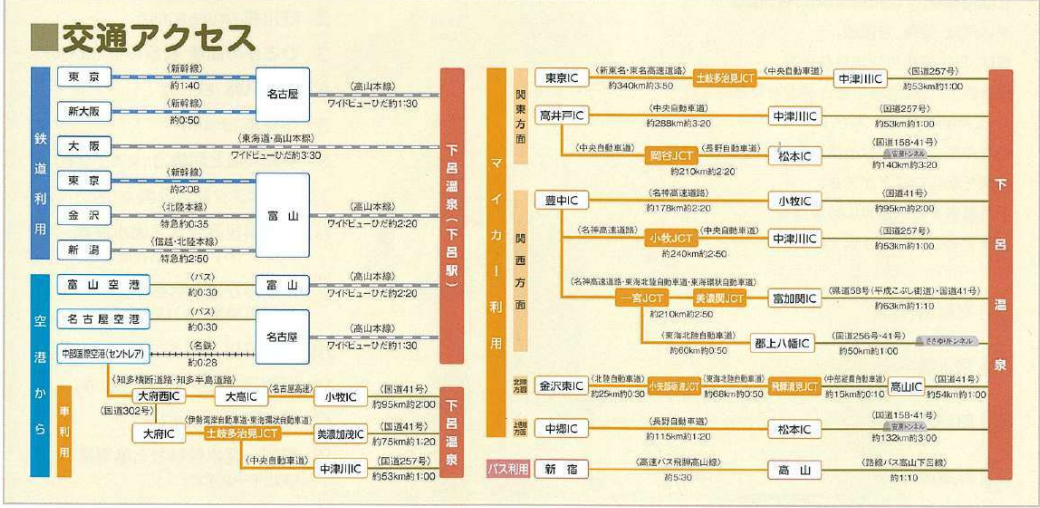 ■交通アクセス
鉄道利用
東京
〈新幹線〉
約1:40
新大阪
〈新幹線〉
約0:50
名古屋
〈高山本線〉
ワイドビューひだ約1:30
大阪
〈東海道・高山本線〉
ワイドビューひだ約3:30
東京
〈新幹線〉
約2:08
金沢
〈北陸本線〉
特急約0:35
新潟
〈信越・北陸本線〉
特急約2:50
富山
〈高山本線〉
ワイドビューひだ約2:20
下呂温泉(下呂駅)
空港から
富山空港
〈バス〉
約0:30
富山
〈高山本線〉
ワイドビューひだ約2:20
名古屋空港
〈バス〉
約0:30
中部国際空港(セントレア)
〈名鉄〉
約0:28
名古屋
〈高山本線〉
ワイドビューひだ約1:30
車利用
〈知多横断道路・知多半島道路〉
大府西IC
大高IC
〈名古屋高速〉
小牧IC
〈国道41号〉
約95km約2:00
〈国道302号〉
大府IC
〈伊勢湾岸自動車道・東海環状自動車道〉
土岐多治見JCT
美濃加茂IC
〈国道41号〉
約75km約1:20
〈中央自動車道〉
中津川IC
〈国道257号〉
約53km約1:00
下呂温泉
マイカー利用
関東方面
東京IC
〈新東名・東名高速道路〉
約340km約3:50
土岐多治見JCT
〈中央自動車道〉
中津川IC
〈国道257号〉
約53km約1:00
高井戸IC
〈中央自動車道〉
約288km約3:20
中津川IC
〈国道257号〉
約53km約1:00
〈中央自動車道〉
岡谷JCT
〈長野自動車道〉
約210km約2:20
松本IC
〈国道158・41号〉
安房トンネル
約140km約3:20
関西方面
豊中IC
〈名神高速道路〉
約178km約2:20
小牧IC
〈国道41号〉
約95km約2:00
〈名神高速道路〉
小牧JCT
〈中央自動車道〉
約240km約2:50
中津川IC
〈国道257号〉
約53km約1:00
〈名神高速道路・東海北陸自動車道・東海環状自動車道〉
一宮JCT
美濃関JCT
約210km約2:50
富加関IC
〈県道58号(平成こぶし街道)・国道41号〉
約63km約1:10
〈東海北陸自動車道〉
約60km約0:50
郡上八幡IC
〈国道256号・41号〉
約50km約1:00
ささゆりトンネル
北陸方面
金沢東IC
〈北陸自動車道〉
約25km約0:30
小矢部砺波JCT
〈東海北陸自動車道〉
約68km約0:50
飛騨清見JCT
〈中部縦貫自動車道〉
約15km約0:10
高山IC
〈国道41号〉
約54km約1:00
上信越方面
中郷IC
〈長野自動車道〉
約115km約1:20
松本IC
〈国道158・41号〉
安房トンネル
約132km約3:00
バス利用
新宿
〈高速バス飛騨高山線〉
約5:30
高山
〈路線バス高山下呂線〉
約1:10
下呂温泉